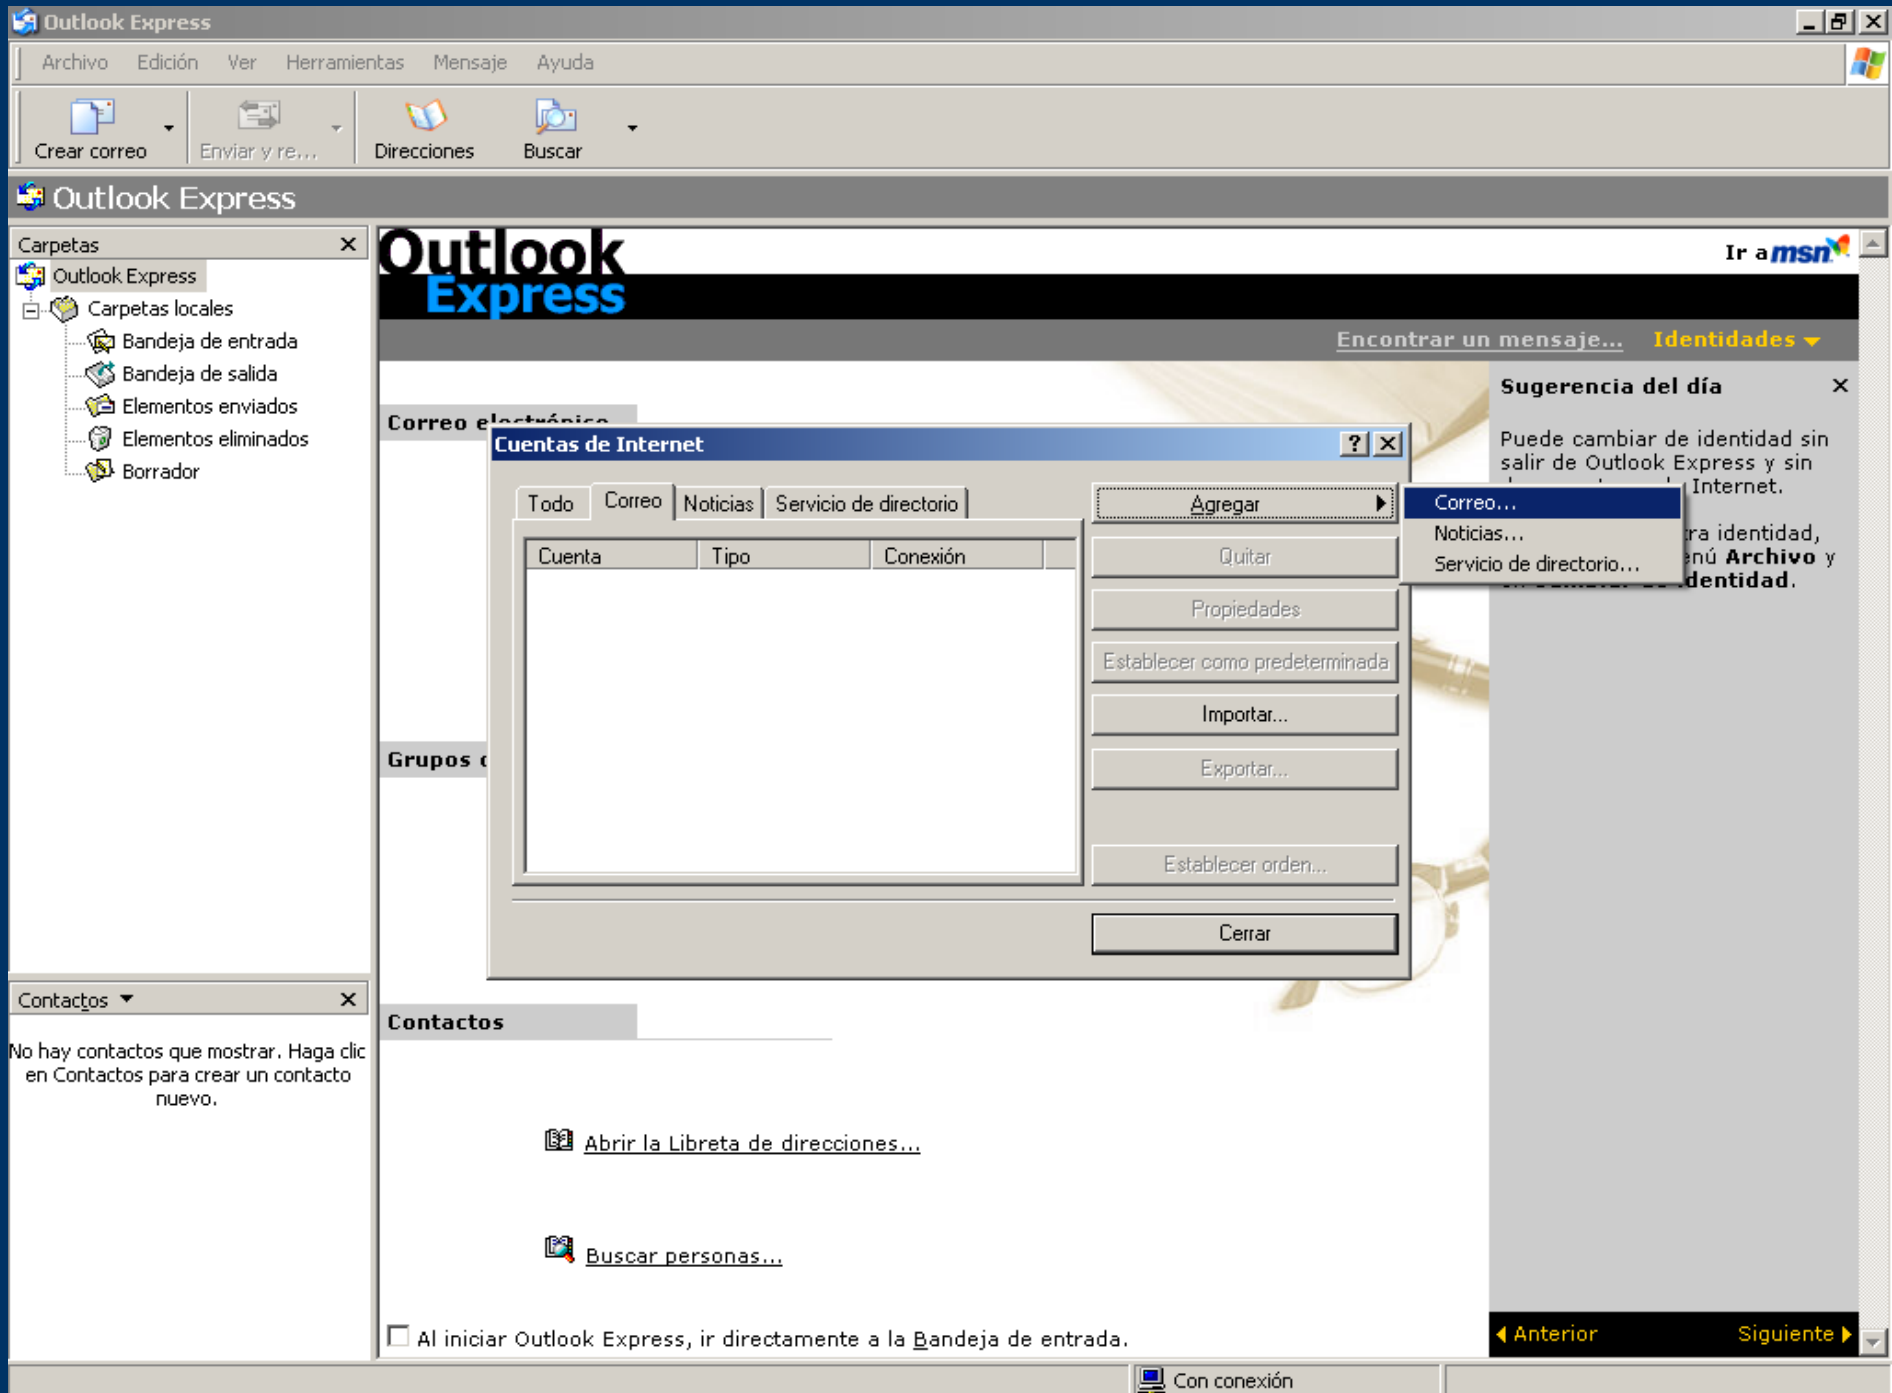 Outlook Express
Archivo Edición Ver Herramientas Mensaje Ayuda
Crear correo Enviar y re... Direcciones Buscar
Outlook Express
Carpetas
Outlook Express
Carpetas locales
Bandeja de entrada
Bandeja de salida
Elementos enviados
Elementos eliminados
Borrador
Contactos
No hay contactos que mostrar. Haga clic
en Contactos para crear un contacto
nuevo.
Outlook
Express
Ir a msn
Encontrar un mensaje... Identidades
Correo electrónico
Grupos
Cuentas de Internet
Todo Correo Noticias Servicio de directorio
Cuenta Tipo Conexión
Agregar
Quitar
Propiedades
Establecer como predeterminada
Importar...
Exportar...
Establecer orden...
Cerrar
Correo...
Noticias...
Servicio de directorio...
Sugerencia del día
Puede cambiar de identidad sin
salir de Outlook Express y sin
Internet.
identidad,
Archivo y
identidad.
Contactos
Abrir la Libreta de direcciones...
Buscar personas...
Al iniciar Outlook Express, ir directamente a la Bandeja de entrada.
Anterior Siguiente
Con conexión